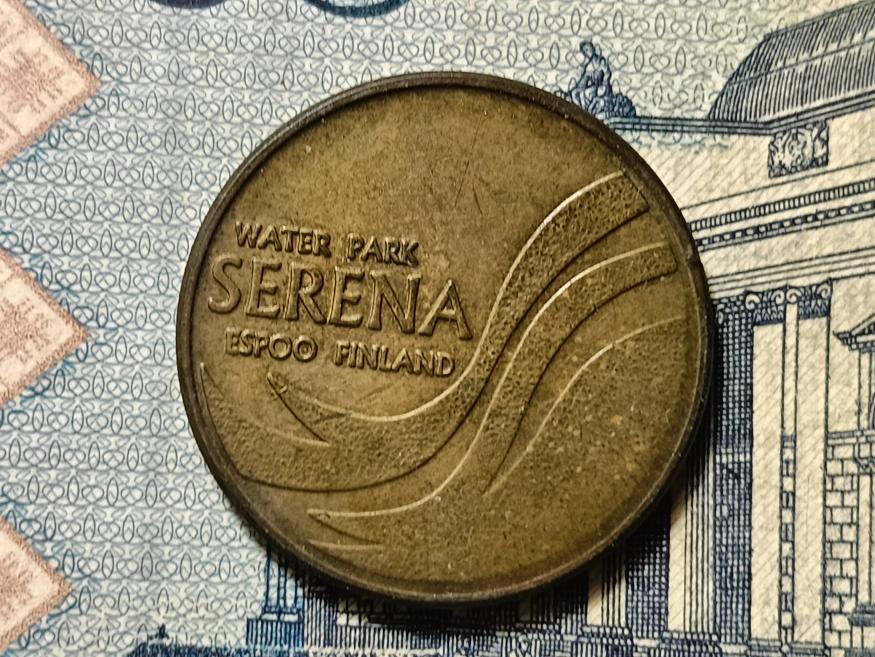 WATER PARK
SERENA
ESPOO FINLAND